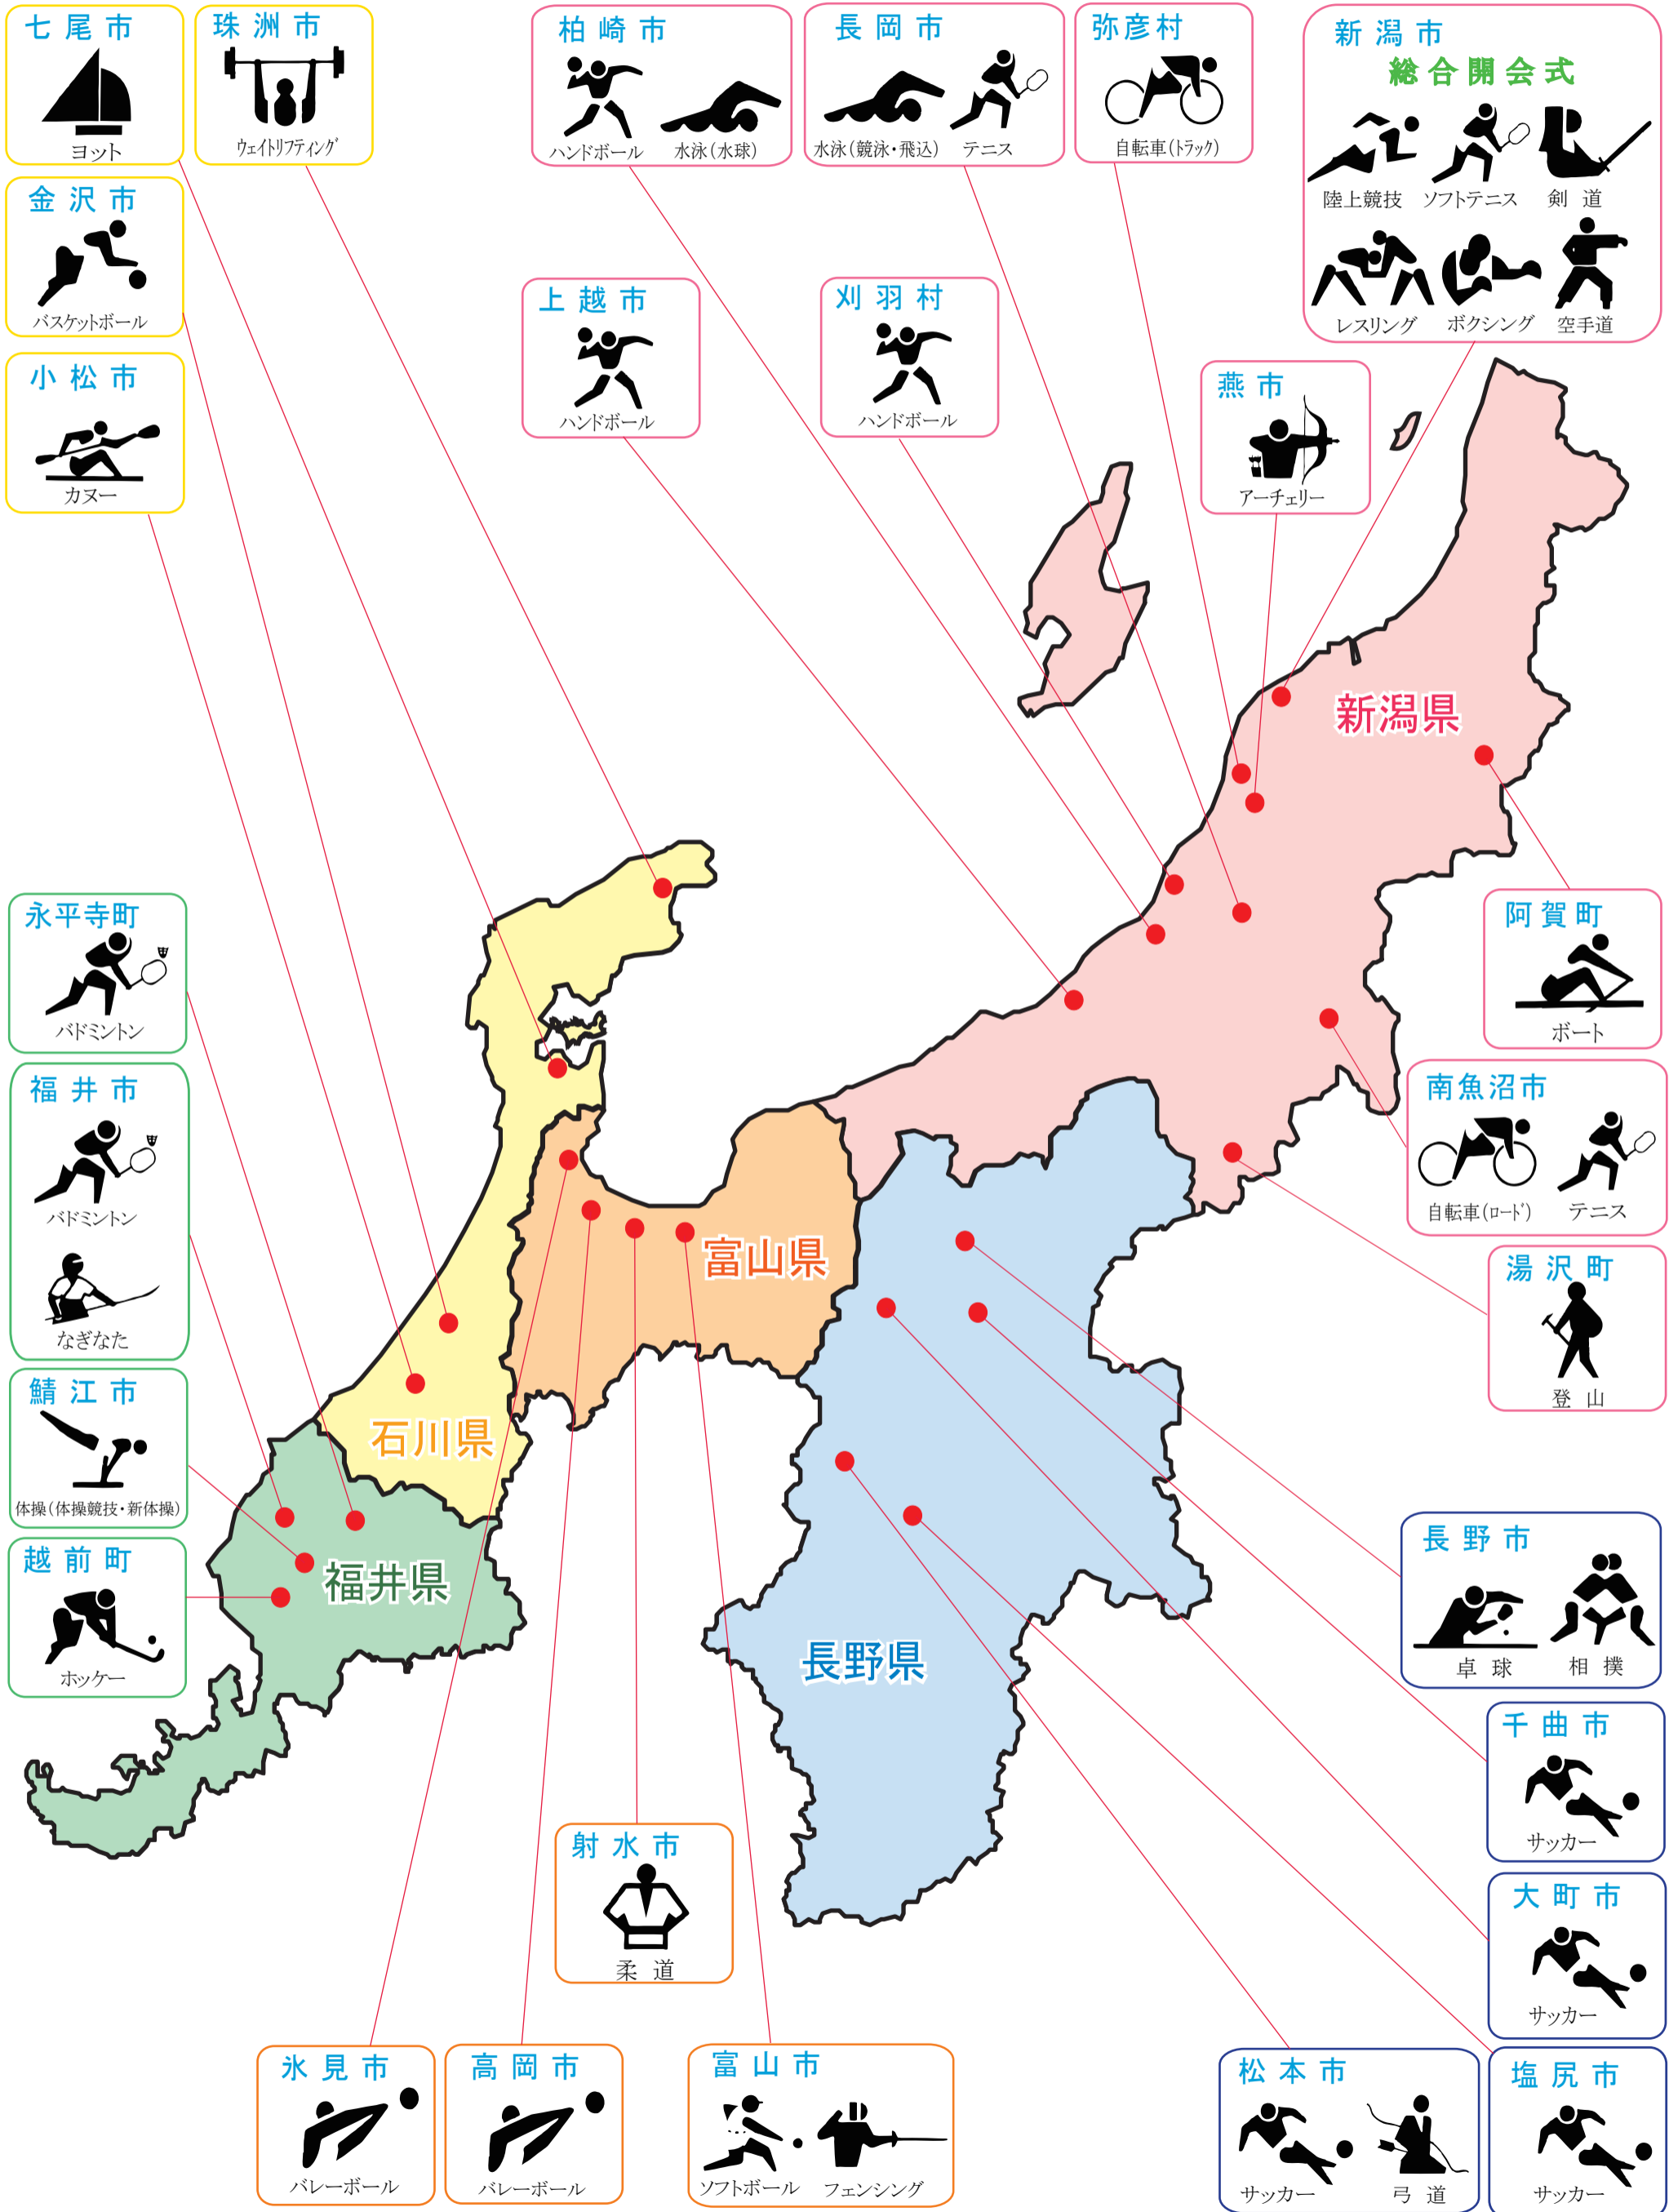 七尾市
ヨット
珠洲市
ウェイトリフティング
柏崎市
ハンドボール 水泳(水球)
長岡市
水泳(競泳・飛込) テニス
弥彦村
自転車(トラック)
新潟市
総合開会式
陸上競技 ソフトテニス 剣道
レスリング ボクシング 空手道
金沢市
バスケットボール
上越市
ハンドボール
刈羽村
ハンドボール
小松市
カヌー
燕市
アーチェリー
新潟県
永平寺町
バドミントン
阿賀町
ボート
福井市
バドミントン
なぎなた
南魚沼市
自転車(ロード) テニス
富山県
湯沢町
登山
鯖江市
体操(体操競技・新体操)
石川県
越前町
ホッケー
福井県
長野県
長野市
卓球 相撲
千曲市
サッカー
射水市
柔道
大町市
サッカー
氷見市
バレーボール
高岡市
バレーボール
富山市
ソフトボール フェンシング
松本市
サッカー 弓道
塩尻市
サッカー